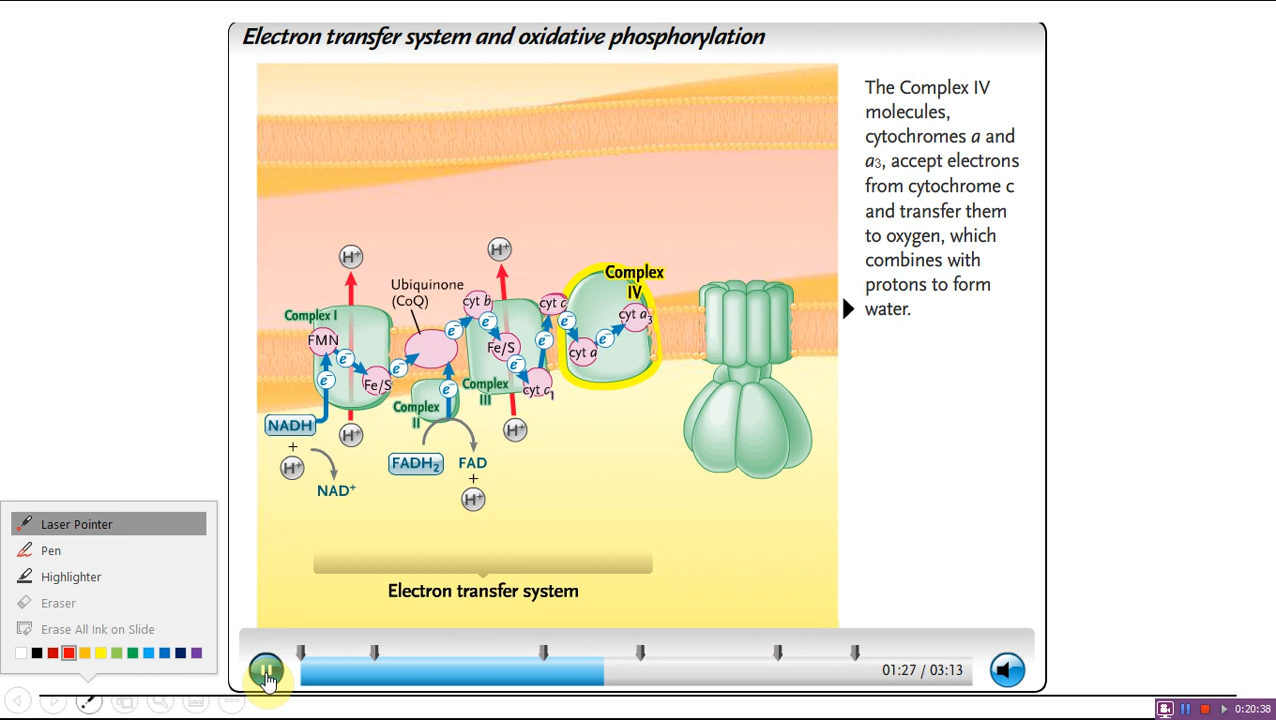 Electron transfer system and oxidative phosphorylation
The Complex IV
molecules,
cytochromes a and
a₃, accept electrons
from cytochrome c
and transfer them
to oxygen, which
combines with
protons to form
water.
H⁺
H⁺
Ubiquinone
(CoQ)
Complex
IV
Complex I
cyt b
cyt c
cyt a₃
FMN
e⁻
e⁻
e⁻
e⁻
e⁻
e⁻
Fe/S
cyt a
e⁻
e⁻
e⁻
Fe/S
e⁻
e⁻
cyt c₁
Complex
III
Complex
II
NADH
+
H⁺
H⁺
H⁺
NAD⁺
FADH₂
FAD
+
H⁺
Electron transfer system
01:27 / 03:13
Laser Pointer
Pen
Highlighter
Eraser
Erase All Ink on Slide
0:20:38